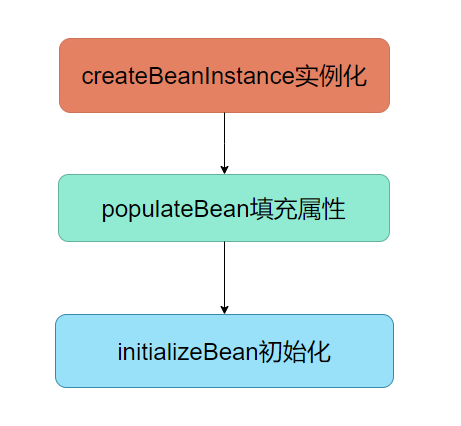 createBeanInstance实例化
populateBean填充属性
initializeBean初始化